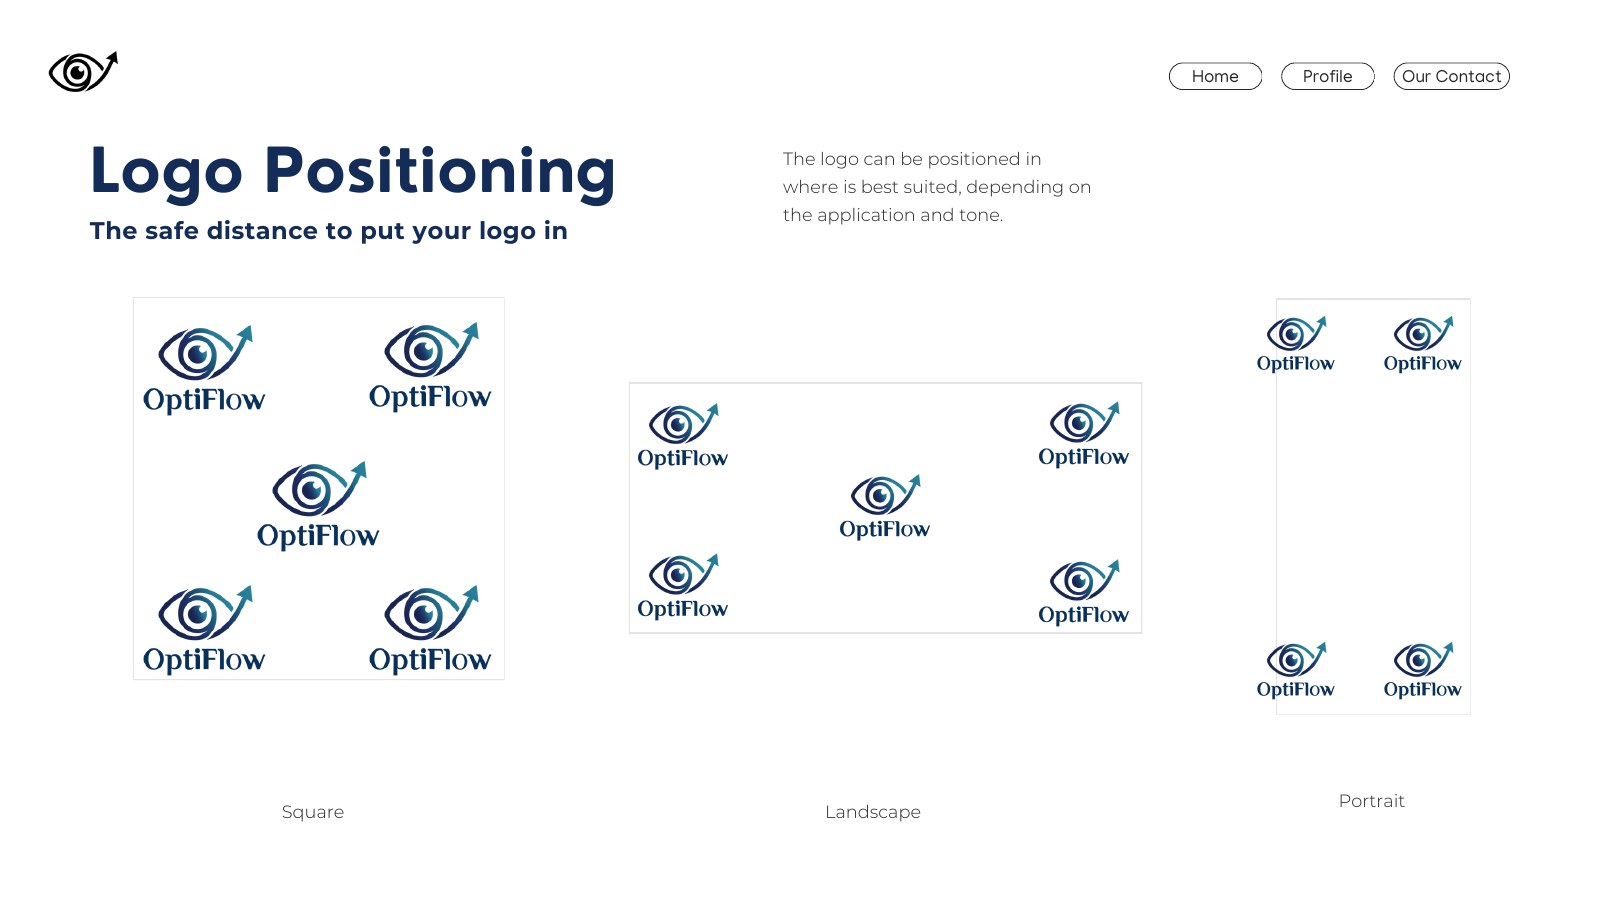 Home
Profile
Our Contact
Logo Positioning
The safe distance to put your logo in
The logo can be positioned in
where is best suited, depending on
the application and tone.
OptiFlow
OptiFlow
OptiFlow
OptiFlow
OptiFlow
OptiFlow
OptiFlow
OptiFlow
OptiFlow
OptiFlow
OptiFlow
OptiFlow
OptiFlow
OptiFlow
Square
Landscape
Portrait